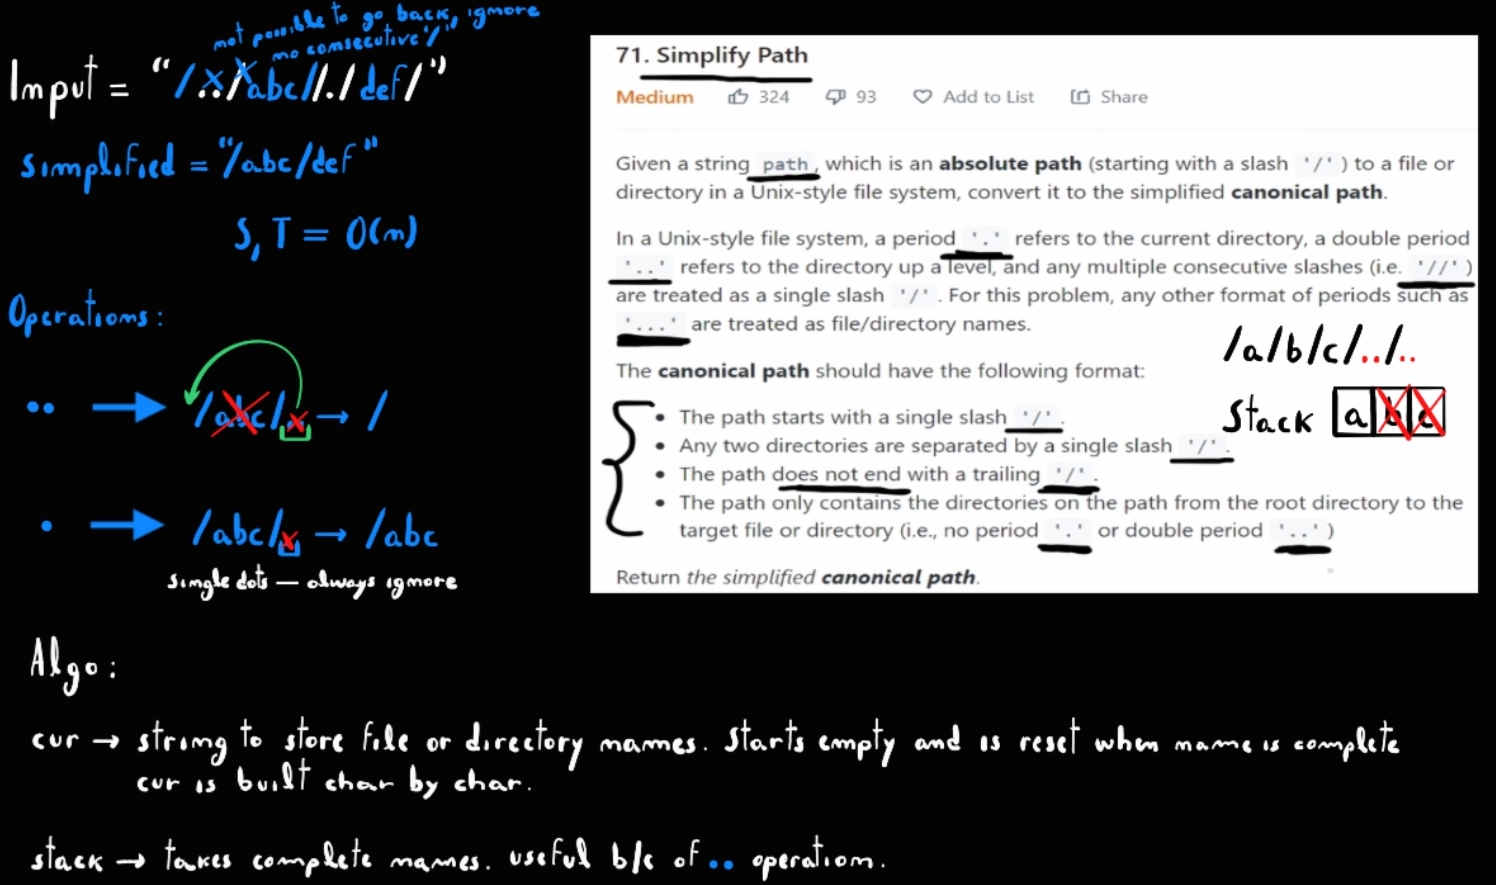 not possible to go back, ignore
no consecutive '/'
Input = "/../abc//./def/"
simplified = "/abc/def"
S, T = O(n)
Operations:
.. → /abc/.. → /
. → /abc/. → /abc
single dots — always ignore
71. Simplify Path
Medium 324 93 Add to List Share
Given a string path, which is an absolute path (starting with a slash '/') to a file or
directory in a Unix-style file system, convert it to the simplified canonical path.
In a Unix-style file system, a period '.' refers to the current directory, a double period
'..' refers to the directory up a level, and any multiple consecutive slashes (i.e. '//')
are treated as a single slash '/'. For this problem, any other format of periods such as
'...' are treated as file/directory names.
The canonical path should have the following format:
• The path starts with a single slash '/'.
• Any two directories are separated by a single slash '/'.
• The path does not end with a trailing '/'.
• The path only contains the directories on the path from the root directory to the
target file or directory (i.e., no period '.' or double period '..')
Return the simplified canonical path.
/a/b/c/../..
Stack a b c
Algo:
cur → string to store file or directory names. Starts empty and is reset when name is complete
cur is built char by char.
stack → takes complete names. useful b/c of .. operation.